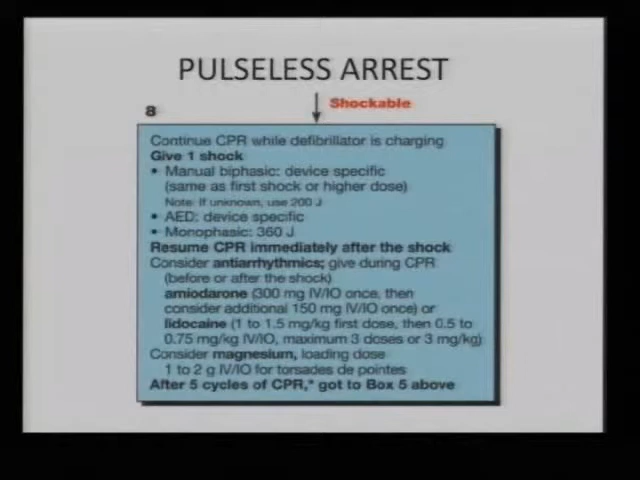 PULSELESS ARREST
8
Shockable
Continue CPR while defibrillator is charging
Give 1 shock
• Manual biphasic: device specific
(same as first shock or higher dose)
Note: If unknown, use 200 J
• AED: device specific
• Monophasic: 360 J
Resume CPR immediately after the shock
Consider antiarrhythmics; give during CPR
(before or after the shock)
amiodarone (300 mg IV/IO once, then
consider additional 150 mg IV/IO once) or
lidocaine (1 to 1.5 mg/kg first dose, then 0.5 to
0.75 mg/kg IV/IO, maximum 3 doses or 3 mg/kg)
Consider magnesium, loading dose
1 to 2 g IV/IO for torsades de pointes
After 5 cycles of CPR,* got to Box 5 above